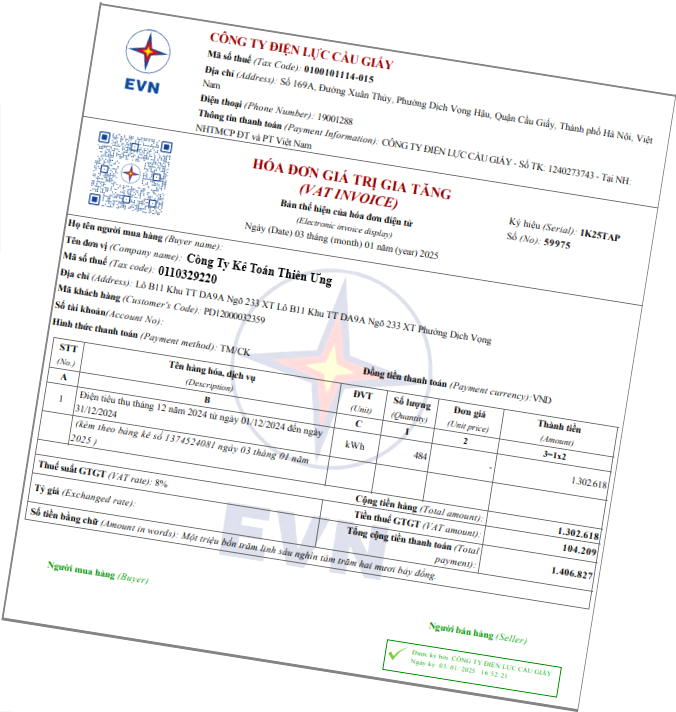 EVN
CÔNG TY ĐIỆN LỰC CẦU GIẤY
Mã số thuế (Tax Code): 0100101114-015
Địa chỉ (Address): Số 169A, Đường Xuân Thủy, Phường Dịch Vọng Hậu, Quận Cầu Giấy, Thành phố Hà Nội, Việt
Nam
Điện thoại (Phone Number): 19001288
Thông tin thanh toán (Payment Information): CÔNG TY ĐIỆN LỰC CẦU GIẤY - Số TK: 1240273743 - Tại NH:
NHTMCP ĐT và PT Việt Nam
HÓA ĐƠN GIÁ TRỊ GIA TĂNG
(VAT INVOICE)
Bản thể hiện của hóa đơn điện tử
(Electronic invoice display)
Ngày (Date) 03 tháng (month) 01 năm (year) 2025
Ký hiệu (Serial): 1K25TAP
Số (No): 59975
Họ tên người mua hàng (Buyer name):
Tên đơn vị (Company name): Công Ty Kế Toán Thiên Ưng
Mã số thuế (Tax code): 0110329220
Địa chỉ (Address): Lô B11 Khu TT DA9A Ngõ 233 XT Lô B11 Khu TT DA9A Ngõ 233 XT Phường Dịch Vọng
Mã khách hàng (Customer's Code): PD12000032359
Số tài khoản(Account No):
Hình thức thanh toán (Payment method): TM/CK
Đồng tiền thanh toán (Payment currency):VND
STT
(No.)
Tên hàng hóa, dịch vụ
(Description)
ĐVT
(Unit)
Số lượng
(Quantity)
Đơn giá
(Unit price)
Thành tiền
(Amount)
A
B
C
1
2
3=1x2
1
Điện tiêu thụ tháng 12 năm 2024 từ ngày 01/12/2024 đến ngày
31/12/2024
(kèm theo bảng kê số 1374524081 ngày 03 tháng 01 năm
2025 )
kWh
484
-
1.302.618
Thuế suất GTGT (VAT rate): 8%
Cộng tiền hàng (Total amount):
1.302.618
Tiền thuế GTGT (VAT amount):
104.209
Tỷ giá (Exchanged rate):
Tổng cộng tiền thanh toán (Total
payment):
1.406.827
Số tiền bằng chữ (Amount in words): Một triệu bốn trăm linh sáu nghìn tám trăm hai mươi bảy đồng.
EVN
Người mua hàng (Buyer)
Người bán hàng (Seller)
Được ký bởi CÔNG TY ĐIỆN LỰC CẦU GIẤY
Ngày ký 03/01/2025 16:52:21